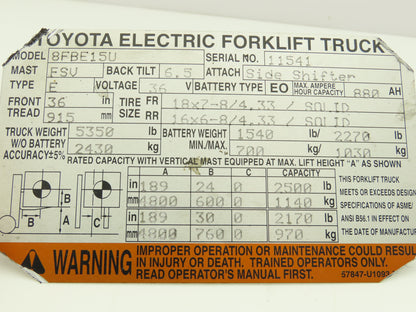 TOYOTA ELECTRIC FORKLIFT TRUCK
MODEL 8FBE15U SERIAL NO. 11541
MAST FSV BACK TILT 6.5 ATTACH Side Shifter
TYPE E VOLTAGE 36 V BATTERY TYPE EO MAX AMPERE HOUR CAPACITY 880 AH
FRONT 36 in TIRE FR 18x7-8/4.33 / SOLID
TREAD 915 mm SIZE RR 16x6-8/4.33 / SOLID
TRUCK WEIGHT 5350 lb BATTERY WEIGHT 1540 lb 2270 lb
W/O BATTERY 2430 kg MIN./MAX. 700 kg 1030 kg
ACCURACY±5%
RATED CAPACITY WITH VERTICAL MAST EQUIPPED AT MAX. LIFT HEIGHT "A" AS SHOWN
A B C CAPACITY
in 189 24 0 2500 lb
mm 4800 600 0 1140 kg
in 189 30 0 2170 lb
mm 4800 760 0 970 kg
A B C
THIS FORKLIFT TRUCK
MEETS OR EXCEEDS DESIGN
SPECIFICATIONS OF ASME/
ANSI B56.1 IN EFFECT ON
THE DATE OF MANUFACTUR
WARNING
IMPROPER OPERATION OR MAINTENANCE COULD RESUL
IN INJURY OR DEATH. TRAINED OPERATORS ONLY.
READ OPERATOR'S MANUAL FIRST.
57847-U1093